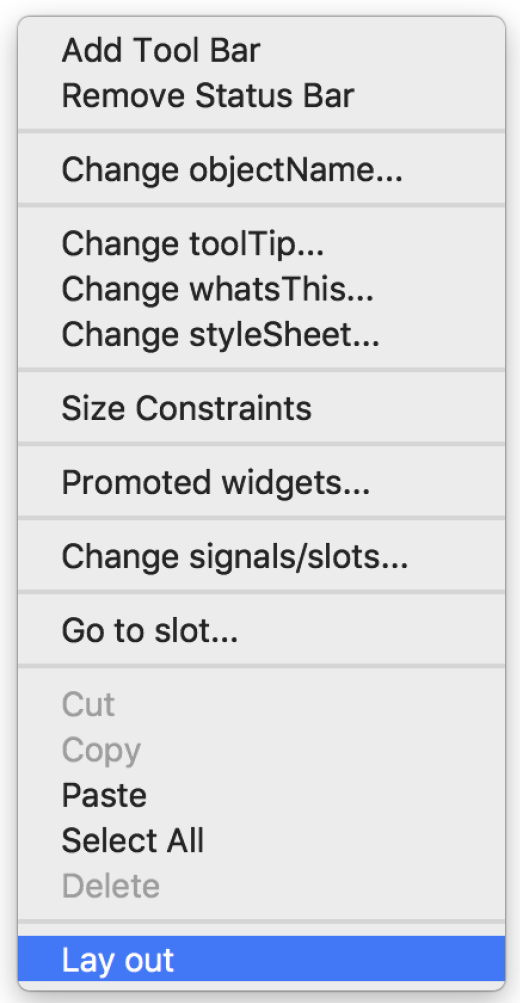 Add Tool Bar
Remove Status Bar
Change objectName...
Change toolTip...
Change whatsThis...
Change styleSheet...
Size Constraints
Promoted widgets...
Change signals/slots...
Go to slot...
Cut
Copy
Paste
Select All
Delete
Lay out